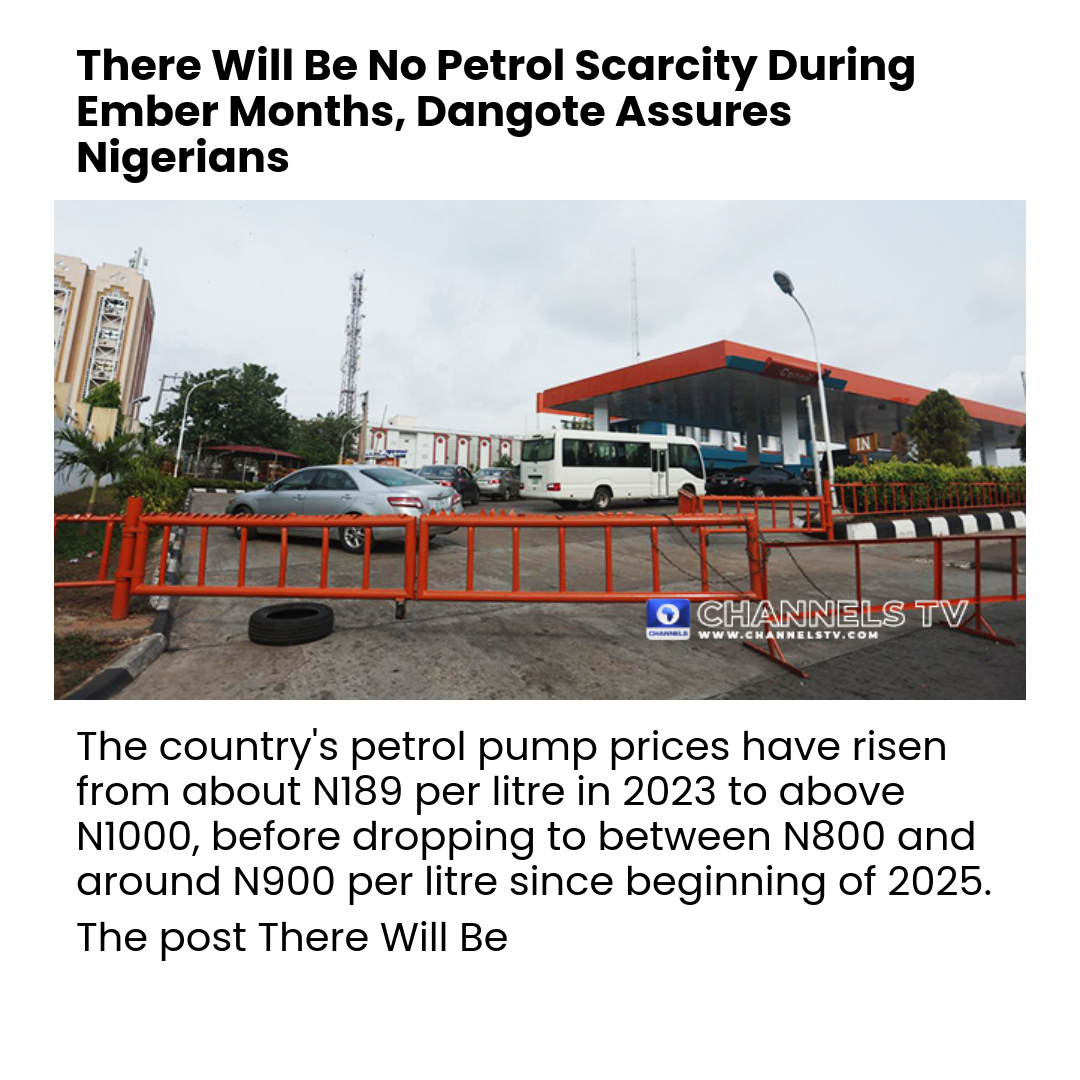 There Will Be No Petrol Scarcity During
Ember Months, Dangote Assures
Nigerians
IN
CHANNELS TV
CHANNELS
WWW.CHANNELSTV.COM
The country's petrol pump prices have risen
from about N189 per litre in 2023 to above
N1000, before dropping to between N800 and
around N900 per litre since beginning of 2025.
The post There Will Be